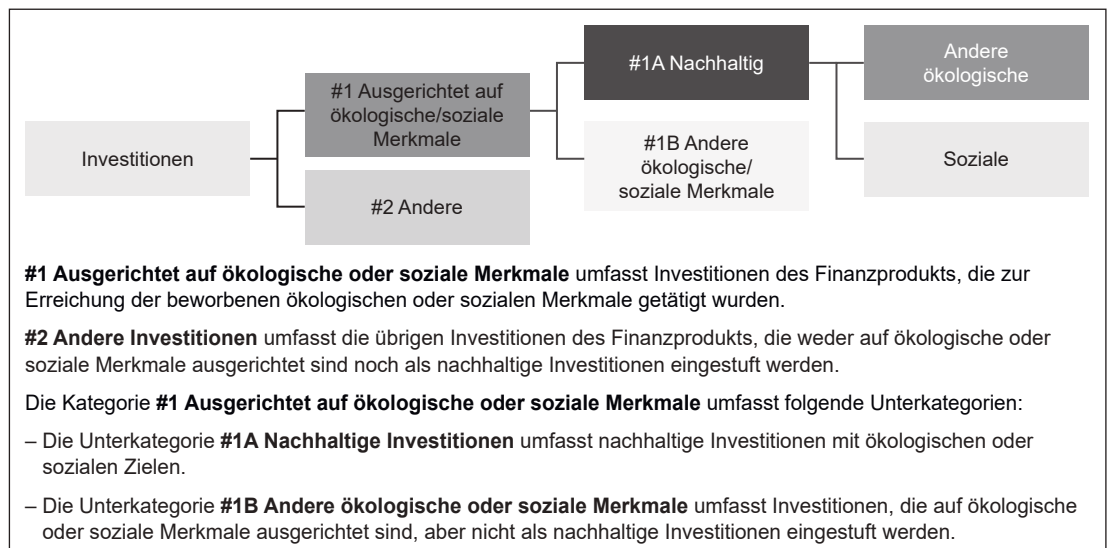 Investitionen
#1 Ausgerichtet auf
ökologische/soziale
Merkmale
#2 Andere
#1A Nachhaltig
#1B Andere
ökologische/
soziale Merkmale
Andere
ökologische
Soziale
#1 Ausgerichtet auf ökologische oder soziale Merkmale umfasst Investitionen des Finanzprodukts, die zur
Erreichung der beworbenen ökologischen oder sozialen Merkmale getätigt wurden.
#2 Andere Investitionen umfasst die übrigen Investitionen des Finanzprodukts, die weder auf ökologische oder
soziale Merkmale ausgerichtet sind noch als nachhaltige Investitionen eingestuft werden.
Die Kategorie #1 Ausgerichtet auf ökologische oder soziale Merkmale umfasst folgende Unterkategorien:
– Die Unterkategorie #1A Nachhaltige Investitionen umfasst nachhaltige Investitionen mit ökologischen oder
sozialen Zielen.
– Die Unterkategorie #1B Andere ökologische oder soziale Merkmale umfasst Investitionen, die auf ökologische
oder soziale Merkmale ausgerichtet sind, aber nicht als nachhaltige Investitionen eingestuft werden.